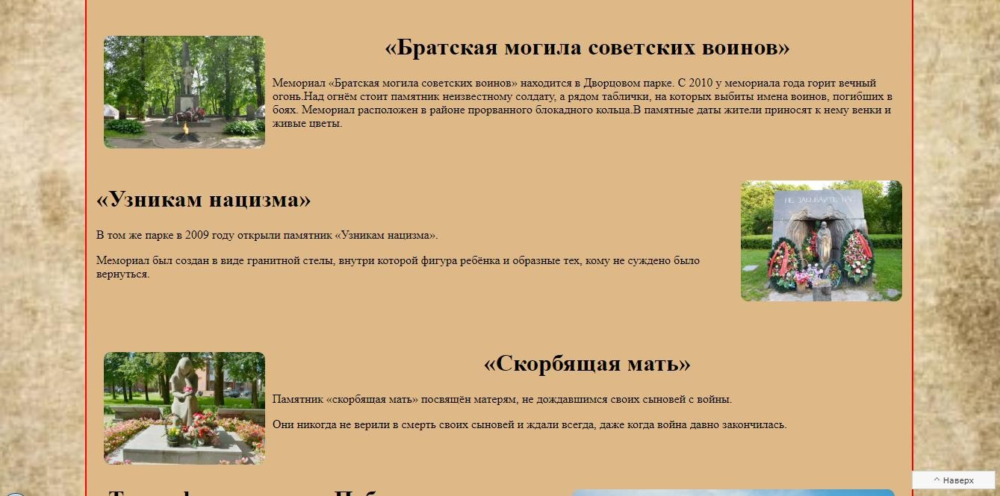 «Братская могила советских воинов»
Мемориал «Братская могила советских воинов» находится в Дворцовом парке. С 2010 у мемориала года горит вечный
огонь.Над огнём стоит памятник неизвестному солдату, а рядом таблички, на которых выбиты имена воинов, погибших в
боях. Мемориал расположен в районе прорванного блокадного кольца.В памятные даты жители приносят к нему венки и
живые цветы.
«Узникам нацизма»
НЕ ЗАБЫВАЙТЕ НАС
В том же парке в 2009 году открыли памятник «Узникам нацизма».
Мемориал был создан в виде гранитной стелы, внутри которой фигура ребёнка и образные тех, кому не суждено было
вернуться.
«Скорбящая мать»
Памятник «скорбящая мать» посвящён матерям, не дождавшимся своих сыновей с войны.
Они никогда не верили в смерть своих сыновей и ждали всегда, даже когда война давно закончилась.
^ Наверх